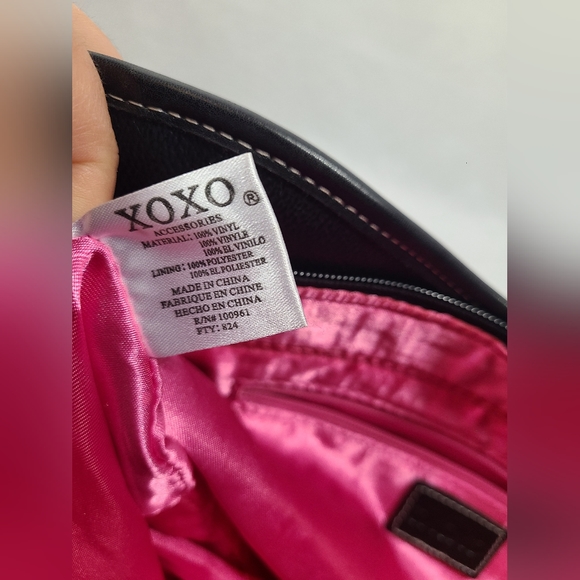 XOXO®
ACCESSORIES
MATERIAL: 100% VINYL
100% VINYLE
100% EL VINILO
LINING: 100% POLYESTER
100% EL POLIESTER
MADE IN CHINA
FABRIQUE EN CHINE
HECHO EN CHINA
R/N# 100961
FTY: 824